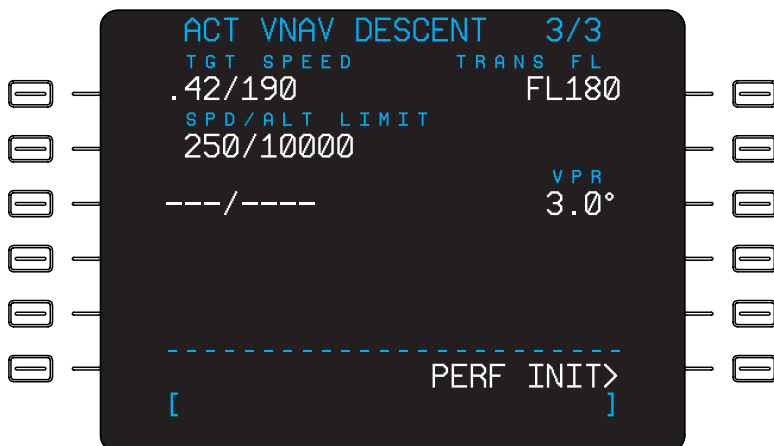 ACT VNAV DESCENT 3/3
TGT SPEED TRANS FL
.42/190 FL180
SPD/ALT LIMIT
250/10000
VPR
---/---- 3.0°
------------------------
PERF INIT>
[ ]